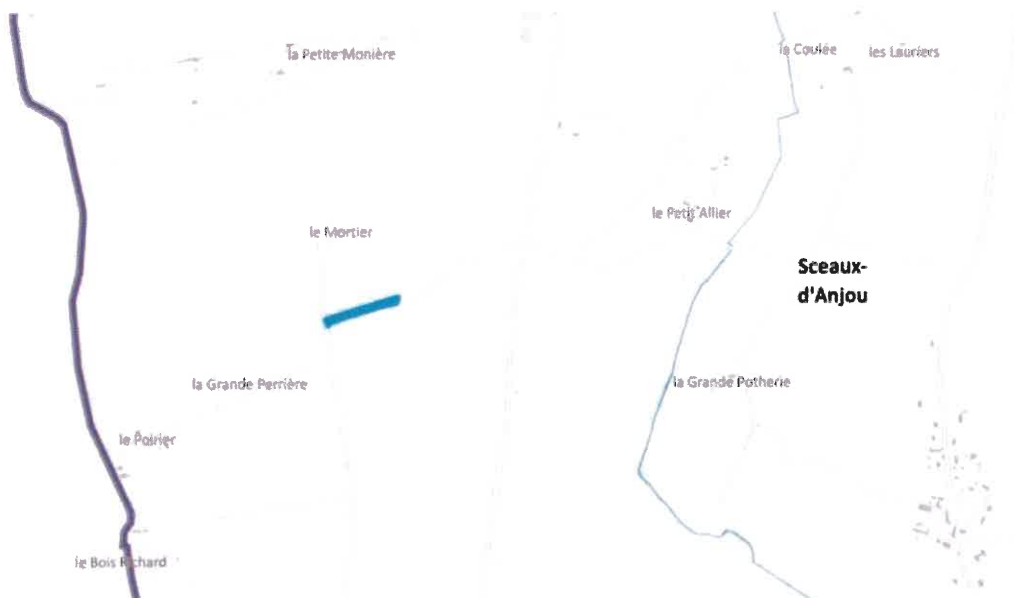 la Petite Monière
la Coulée
les Lauriers
le Petit Allier
le Mortier
Sceaux-
d'Anjou
la Grande Perrière
la Grande Potherie
le Poirier
le Bois Richard